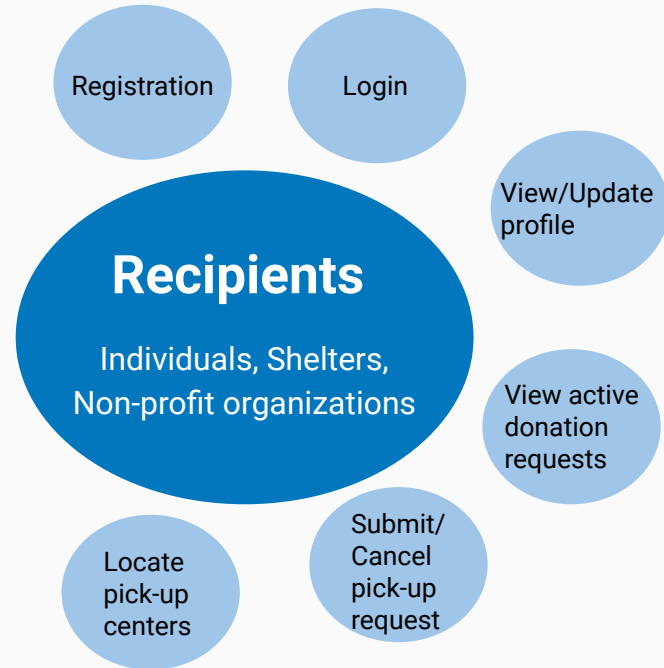 Registration
Login
View/Update
profile
Recipients
Individuals, Shelters,
Non-profit organizations
View active
donation
requests
Submit/
Cancel
pick-up
request
Locate
pick-up
centers